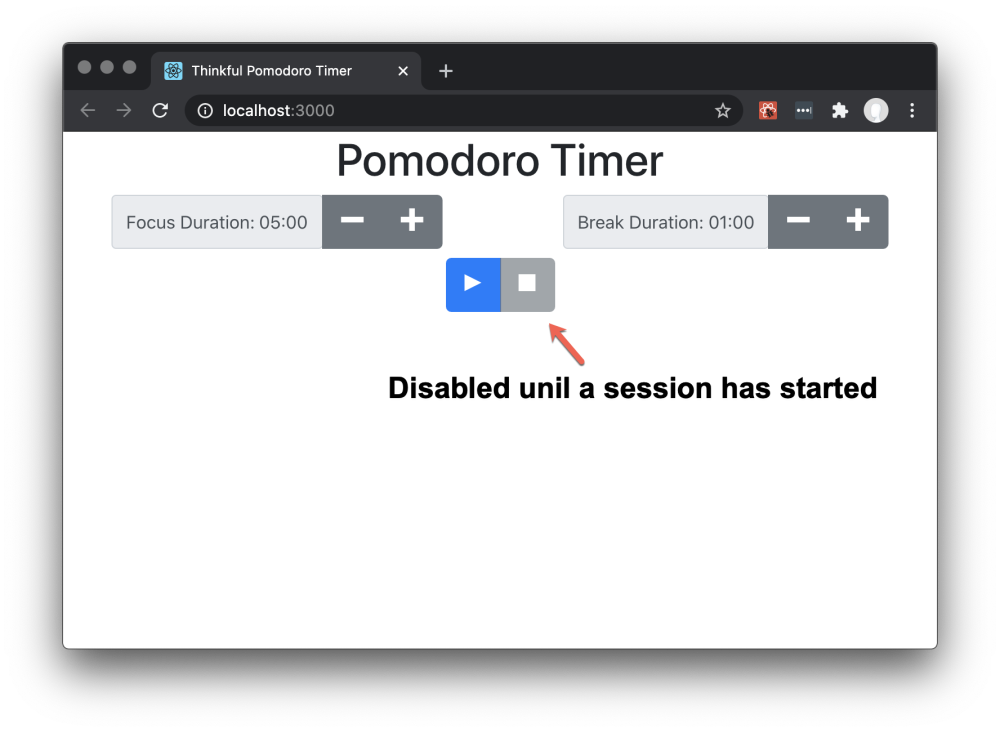 Thinkful Pomodoro Timer
localhost:3000
Pomodoro Timer
Focus Duration: 05:00
Break Duration: 01:00
Disabled unil a session has started